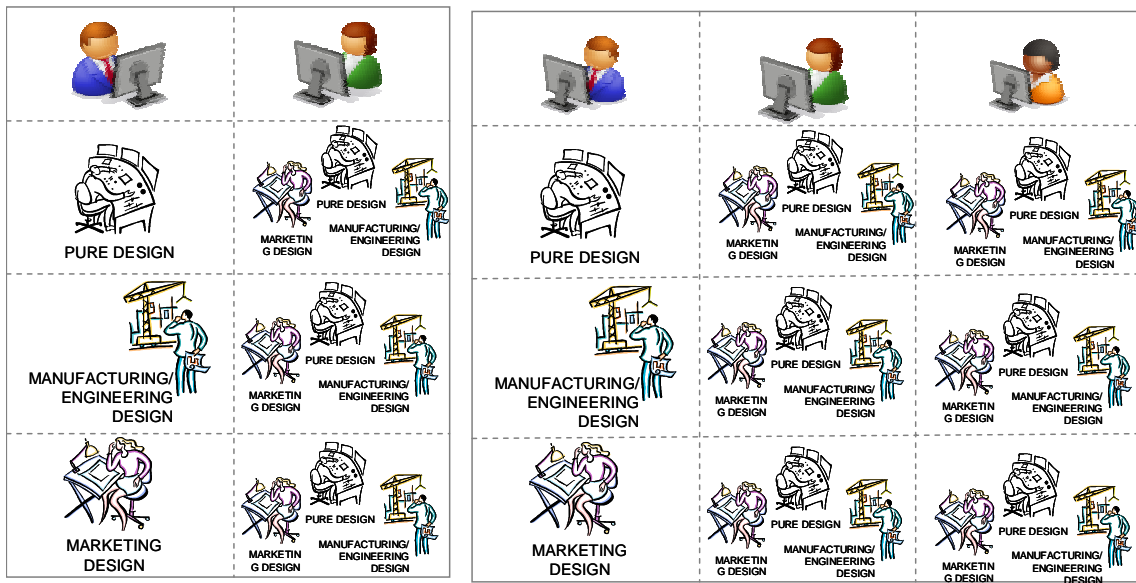 PURE DESIGN
PURE DESIGN
MARKETIN
G DESIGN
MANUFACTURING/
ENGINEERING
DESIGN
MANUFACTURING/
ENGINEERING
DESIGN
PURE DESIGN
MARKETIN
G DESIGN
MANUFACTURING/
ENGINEERING
DESIGN
MARKETING
DESIGN
PURE DESIGN
MARKETIN
G DESIGN
MANUFACTURING/
ENGINEERING
DESIGN
PURE DESIGN
PURE DESIGN
MARKETIN
G DESIGN
MANUFACTURING/
ENGINEERING
DESIGN
PURE DESIGN
MARKETIN
G DESIGN
MANUFACTURING/
ENGINEERING
DESIGN
MANUFACTURING/
ENGINEERING
DESIGN
PURE DESIGN
MARKETIN
G DESIGN
MANUFACTURING/
ENGINEERING
DESIGN
PURE DESIGN
MARKETIN
G DESIGN
MANUFACTURING/
ENGINEERING
DESIGN
MARKETING
DESIGN
PURE DESIGN
MARKETIN
G DESIGN
MANUFACTURING/
ENGINEERING
DESIGN
PURE DESIGN
MARKETIN
G DESIGN
MANUFACTURING/
ENGINEERING
DESIGN